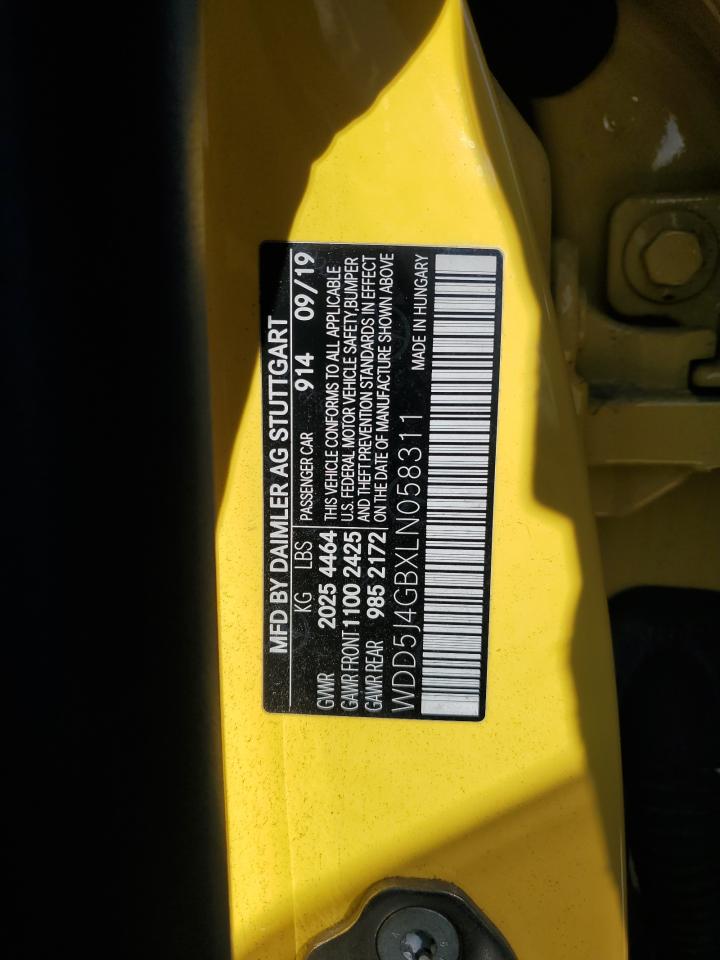 MFD BY DAIMLER AG STUTTGART
KG LBS PASSENGER CAR 914 09/19
GVWR 2025 4464 THIS VEHICLE CONFORMS TO ALL APPLICABLE
GAWR FRONT 1100 2425 U.S. FEDERAL MOTOR VEHICLE SAFETY,BUMPER
GAWR REAR 985 2172 AND THEFT PREVENTION STANDARDS IN EFFECT
ON THE DATE OF MANUFACTURE SHOWN ABOVE
WDD5J4GBXLN058311 MADE IN HUNGARY